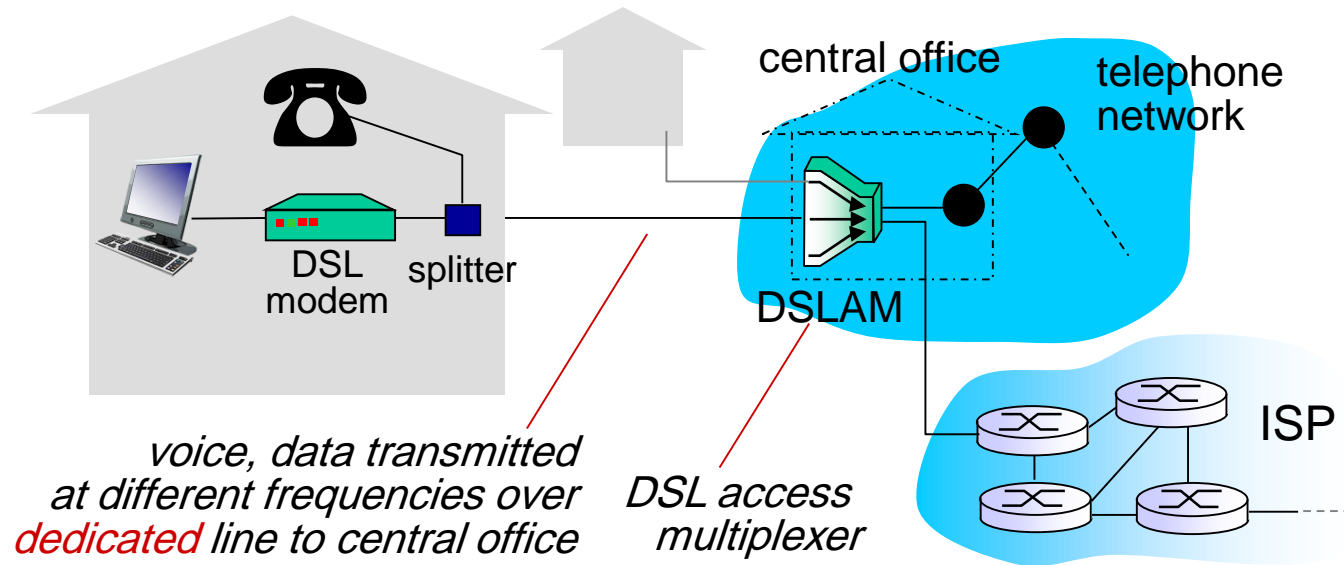 central office
telephone
network
DSL
modem
splitter
DSLAM
ISP
voice, data transmitted
at different frequencies over
dedicated line to central office
DSL access
multiplexer